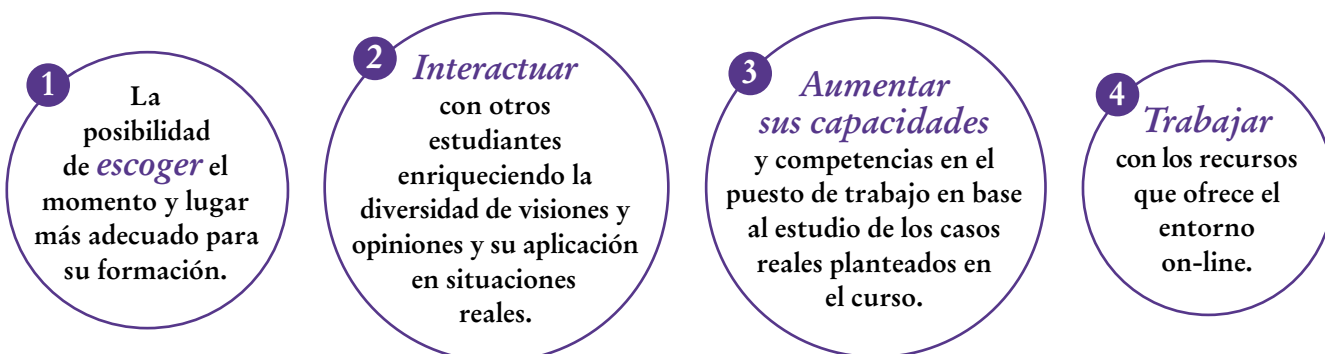 1
La
posibilidad
de escoger el
momento y lugar
más adecuado para
su formación.
2
Interactuar
con otros
estudiantes
enriqueciendo la
diversidad de visiones y
opiniones y su aplicación
en situaciones
reales.
3
Aumentar
sus capacidades
y competencias en el
puesto de trabajo en base
al estudio de los casos
reales planteados en
el curso.
4
Trabajar
con los recursos
que ofrece el
entorno
on-line.